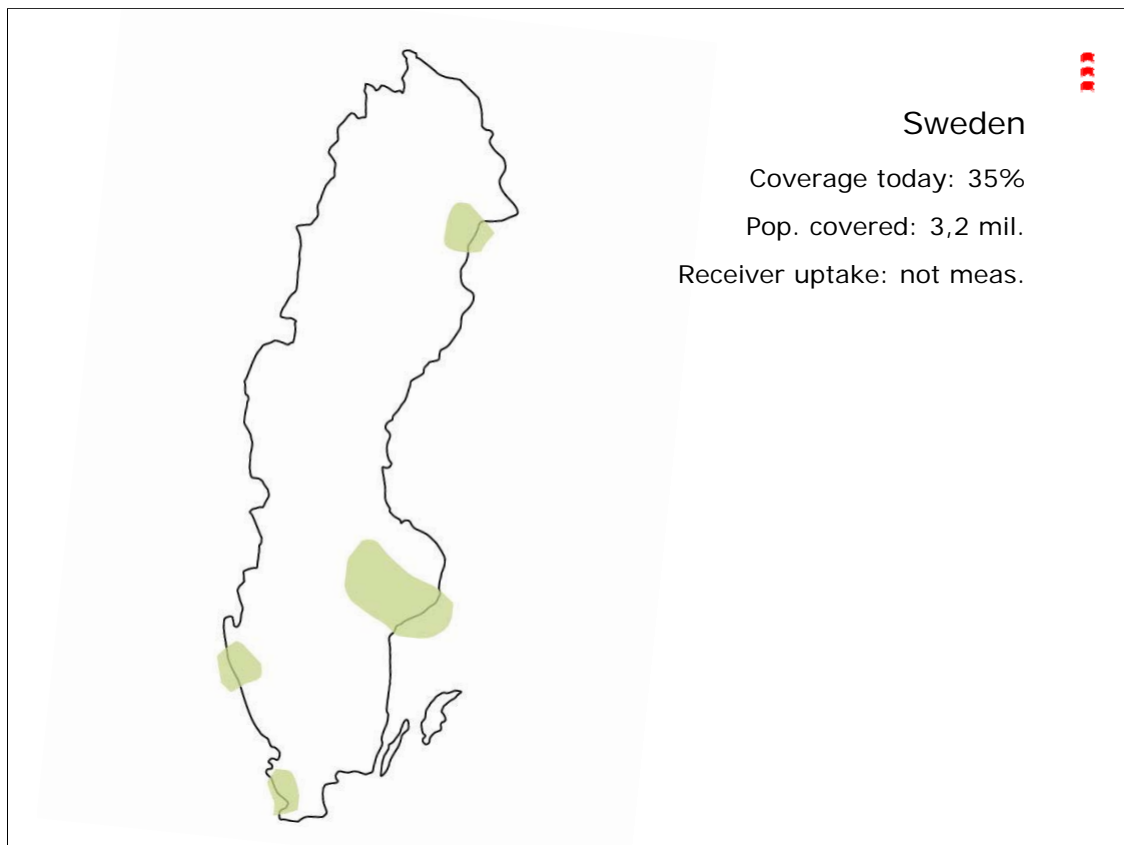 Sweden
Coverage today: 35%
Pop. covered: 3,2 mil.
Receiver uptake: not meas.